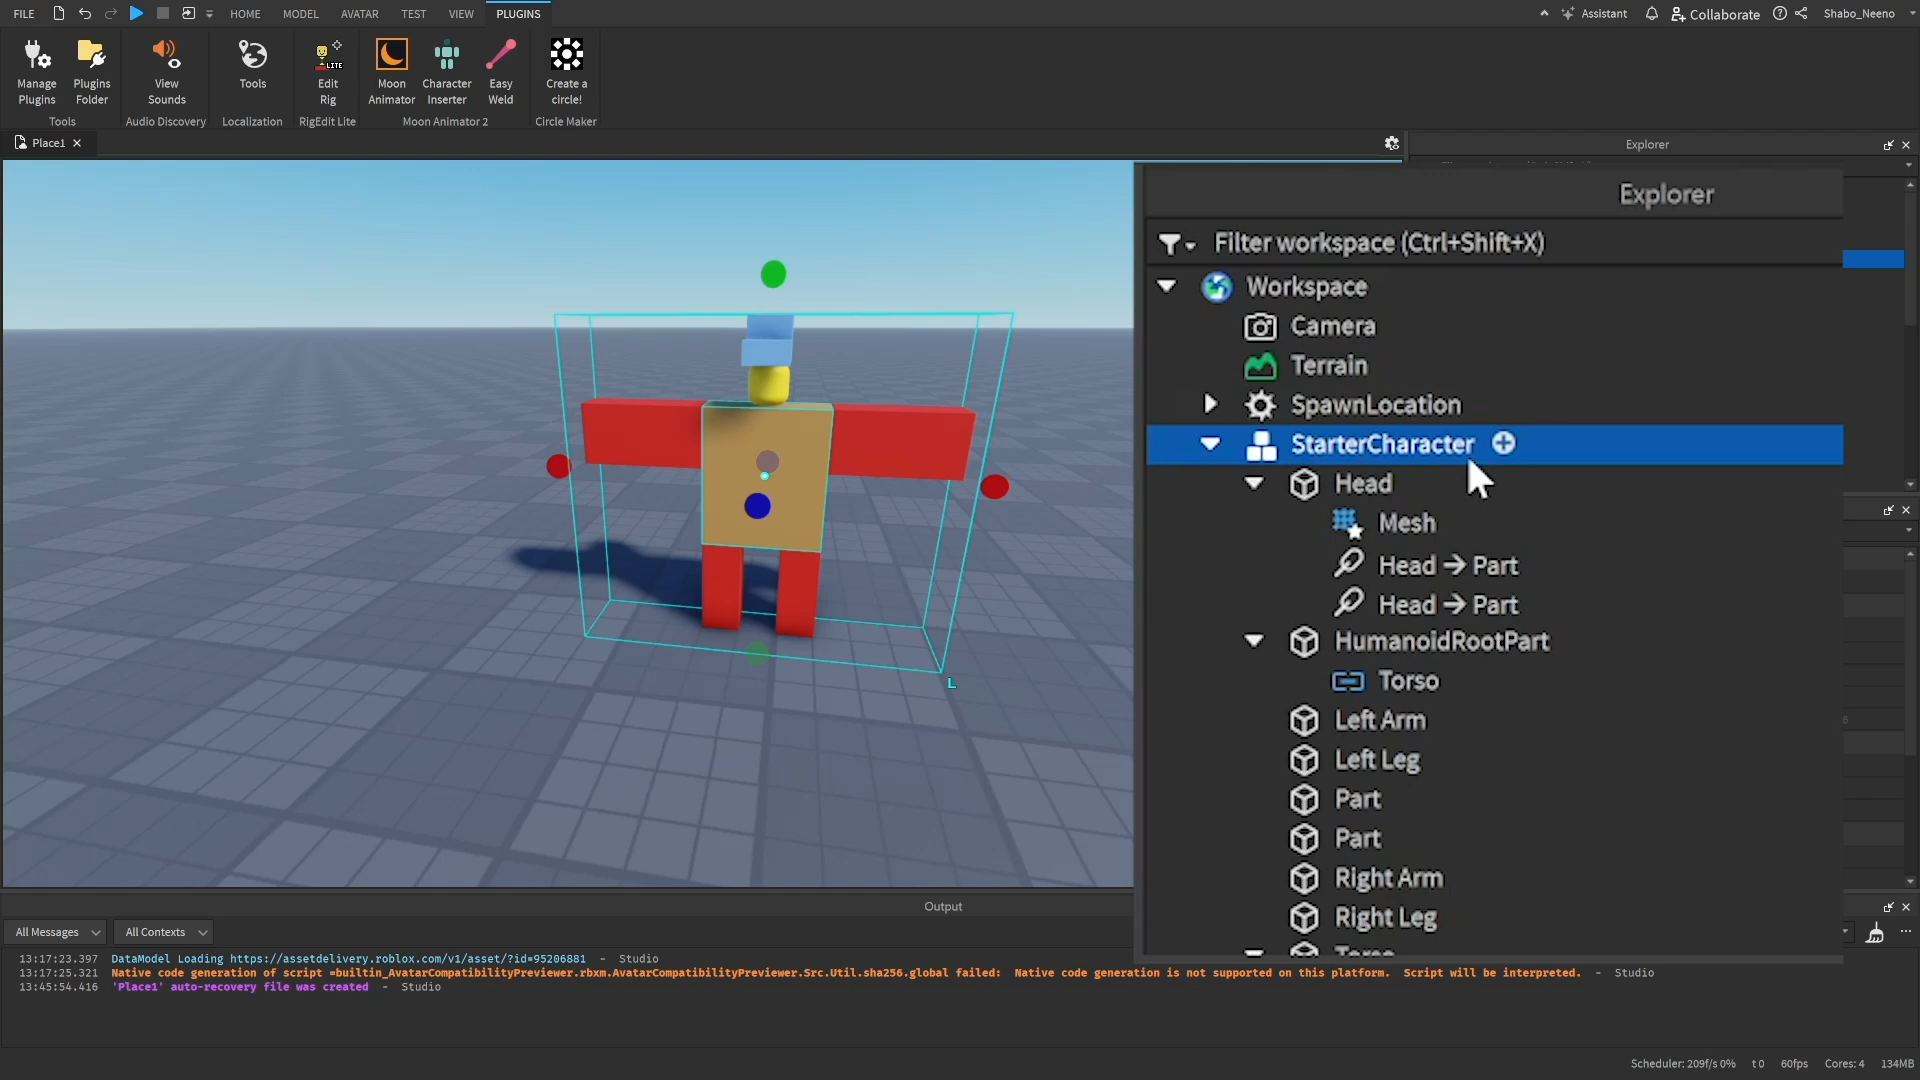 FILE HOME MODEL AVATAR TEST VIEW PLUGINS Assistant Collaborate Shabo_Neeno
Manage Plugins
Plugins Folder
View Sounds
Tools
Edit Rig
LITE
Moon Animator
Character Inserter
Easy Weld
Create a circle!
Tools Audio Discovery Localization RigEdit Lite Moon Animator 2 Circle Maker
Place1
Explorer
Explorer
Filter workspace (Ctrl+Shift+X)
Workspace
Camera
Terrain
SpawnLocation
StarterCharacter
Head
Mesh
Head → Part
Head → Part
HumanoidRootPart
Torso
Left Arm
Left Leg
Part
Part
Right Arm
Right Leg
Torso
L
Output
All Messages All Contexts
13:17:23.397 DataModel Loading https://assetdelivery.roblox.com/v1/asset/?id=95206881 - Studio
13:17:25.321 Native code generation of script =builtin_AvatarCompatibilityPreviewer.rbxm.AvatarCompatibilityPreviewer.Src.Util.sha256.global failed: Native code generation is not supported on this platform. Script will be interpreted. - Studio
13:45:54.416 'Place1' auto-recovery file was created - Studio
Scheduler: 209f/s 0% t 0 60fps Cores: 4 134MB